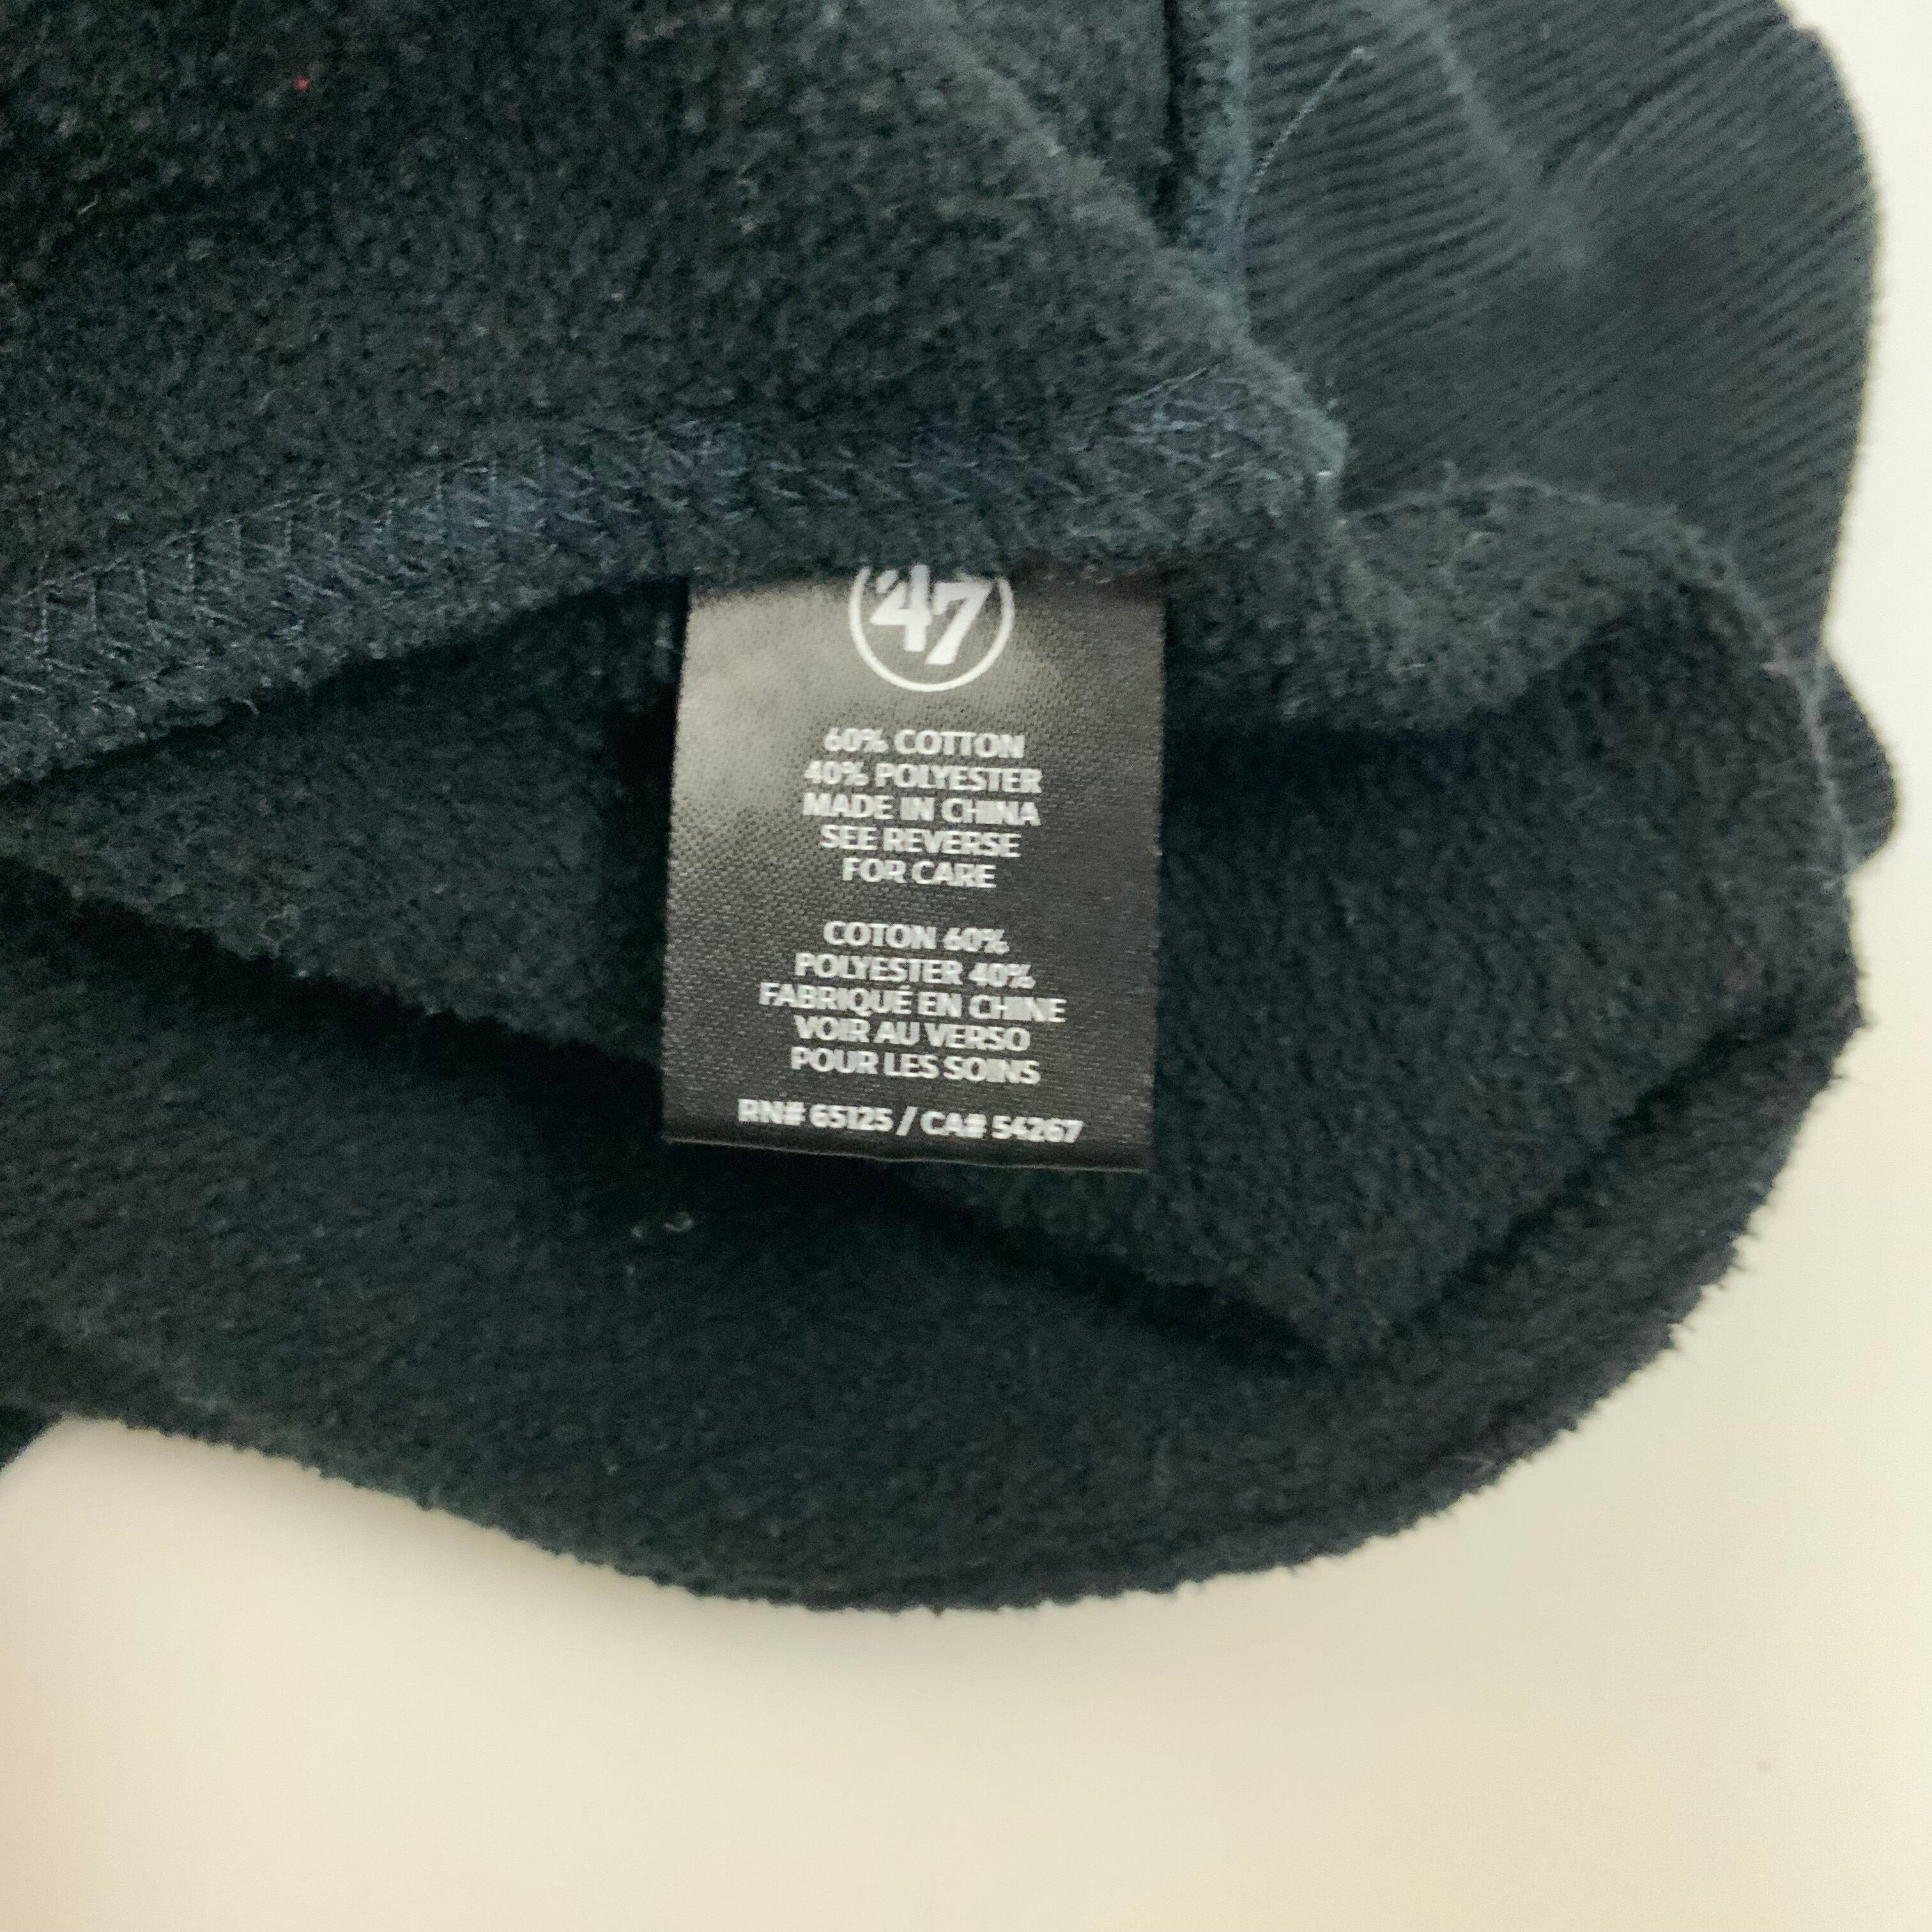 '47
60% COTTON
40% POLYESTER
MADE IN CHINA
SEE REVERSE
FOR CARE
COTON 60%
POLYESTER 40%
FABRIQUÉ EN CHINE
VOIR AU VERSO
POUR LES SOINS
RN# 65125 / CA# 54267